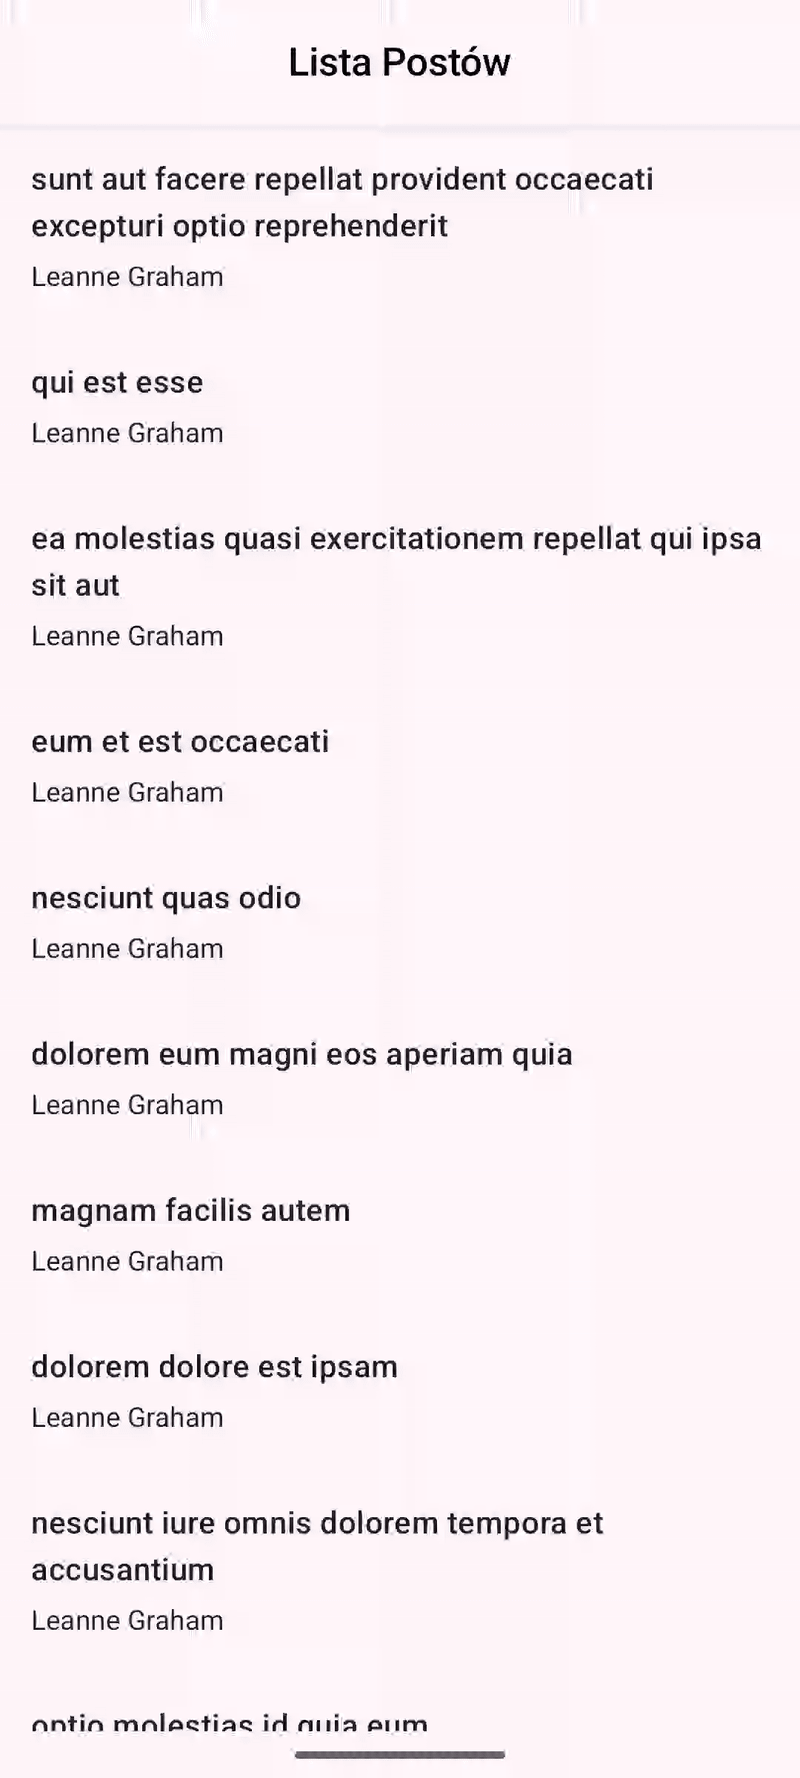 Lista Postów
sunt aut facere repellat provident occaecati
excepturi optio reprehenderit
Leanne Graham
qui est esse
Leanne Graham
ea molestias quasi exercitationem repellat qui ipsa
sit aut
Leanne Graham
eum et est occaecati
Leanne Graham
nesciunt quas odio
Leanne Graham
dolorem eum magni eos aperiam quia
Leanne Graham
magnam facilis autem
Leanne Graham
dolorem dolore est ipsam
Leanne Graham
nesciunt iure omnis dolorem tempora et
accusantium
Leanne Graham
optio molestias id quia eum